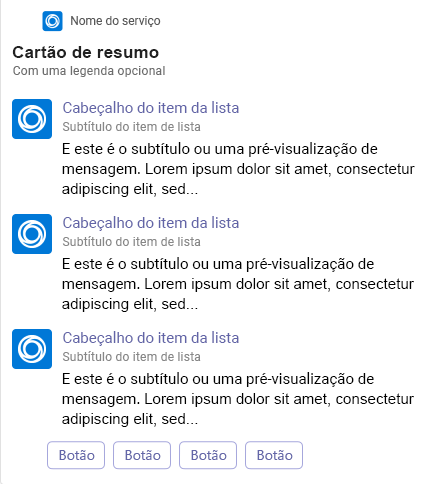 Nome do serviço
Cartão de resumo
Com uma legenda opcional
Cabeçalho do item da lista
Subtítulo do item de lista
E este é o subtítulo ou uma pré-visualização de
mensagem. Lorem ipsum dolor sit amet, consectetur
adipiscing elit, sed...
Cabeçalho do item da lista
Subtítulo do item de lista
E este é o subtítulo ou uma pré-visualização de
mensagem. Lorem ipsum dolor sit amet, consectetur
adipiscing elit, sed...
Cabeçalho do item da lista
Subtítulo do item de lista
E este é o subtítulo ou uma pré-visualização de
mensagem. Lorem ipsum dolor sit amet, consectetur
adipiscing elit, sed...
Botão Botão Botão Botão